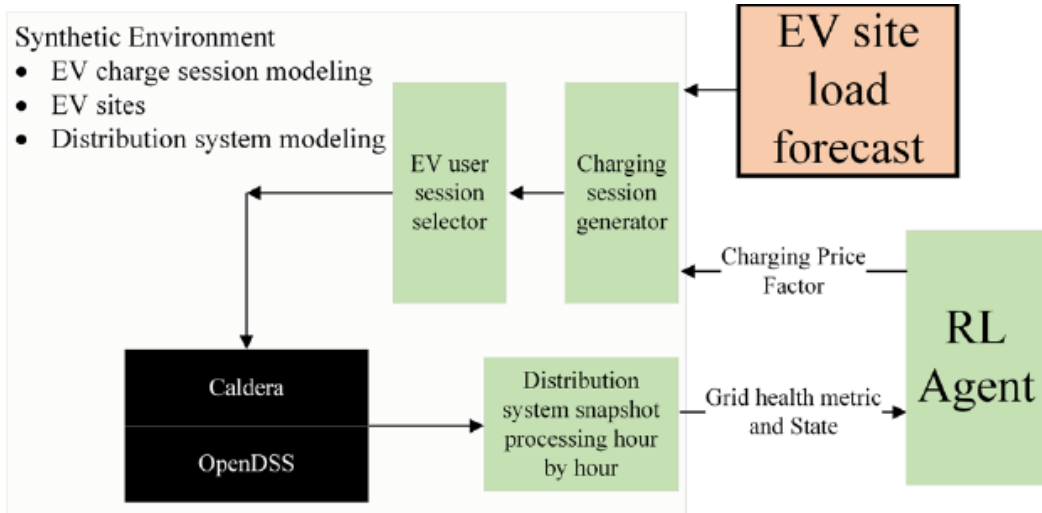 Synthetic Environment
• EV charge session modeling
• EV sites
• Distribution system modeling
EV site
load
forecast
EV user
session
selector
Charging
session
generator
Charging Price
Factor
RL
Agent
Caldera
OpenDSS
Distribution
system snapshot
processing hour
by hour
Grid health metric
and State